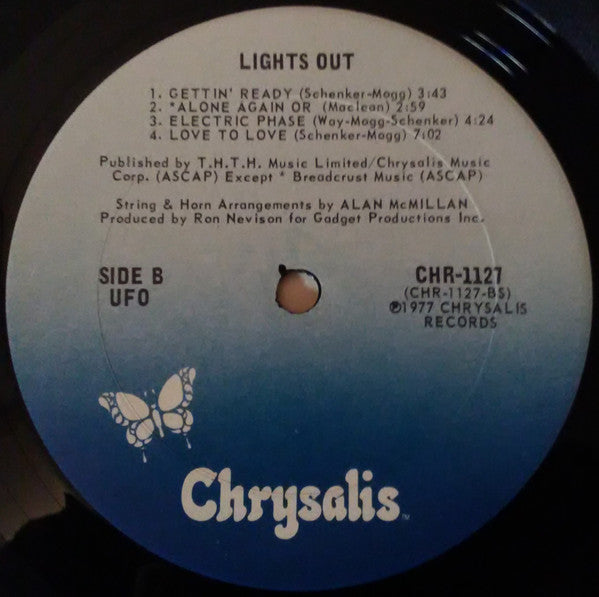 LIGHTS OUT
1. GETTIN' READY (Schenker-Mogg) 3:43
2. *ALONE AGAIN OR (Maclean) 2:59
3. ELECTRIC PHASE (Way-Mogg-Schenker) 4:24
4. LOVE TO LOVE (Schenker-Mogg) 7:02
Published by T.H.T.H. Music Limited/Chrysalis Music
Corp. (ASCAP) Except * Breadcrust Music (ASCAP)
String & Horn Arrangements by ALAN McMILLAN
Produced by Ron Nevison for Gadget Productions Inc.
SIDE B
UFO
CHR-1127
(CHR-1127-BS)
℗1977 CHRYSALIS
RECORDS
Chrysalis™